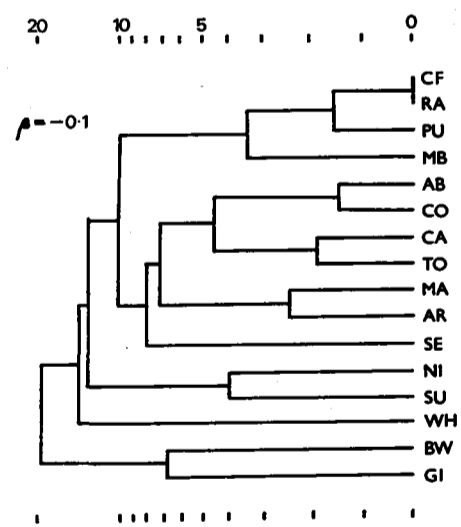 20 10 5 0
β = -0.1
CF
RA
PU
MB
AB
CO
CA
TO
MA
AR
SE
NI
SU
WH
BW
GI